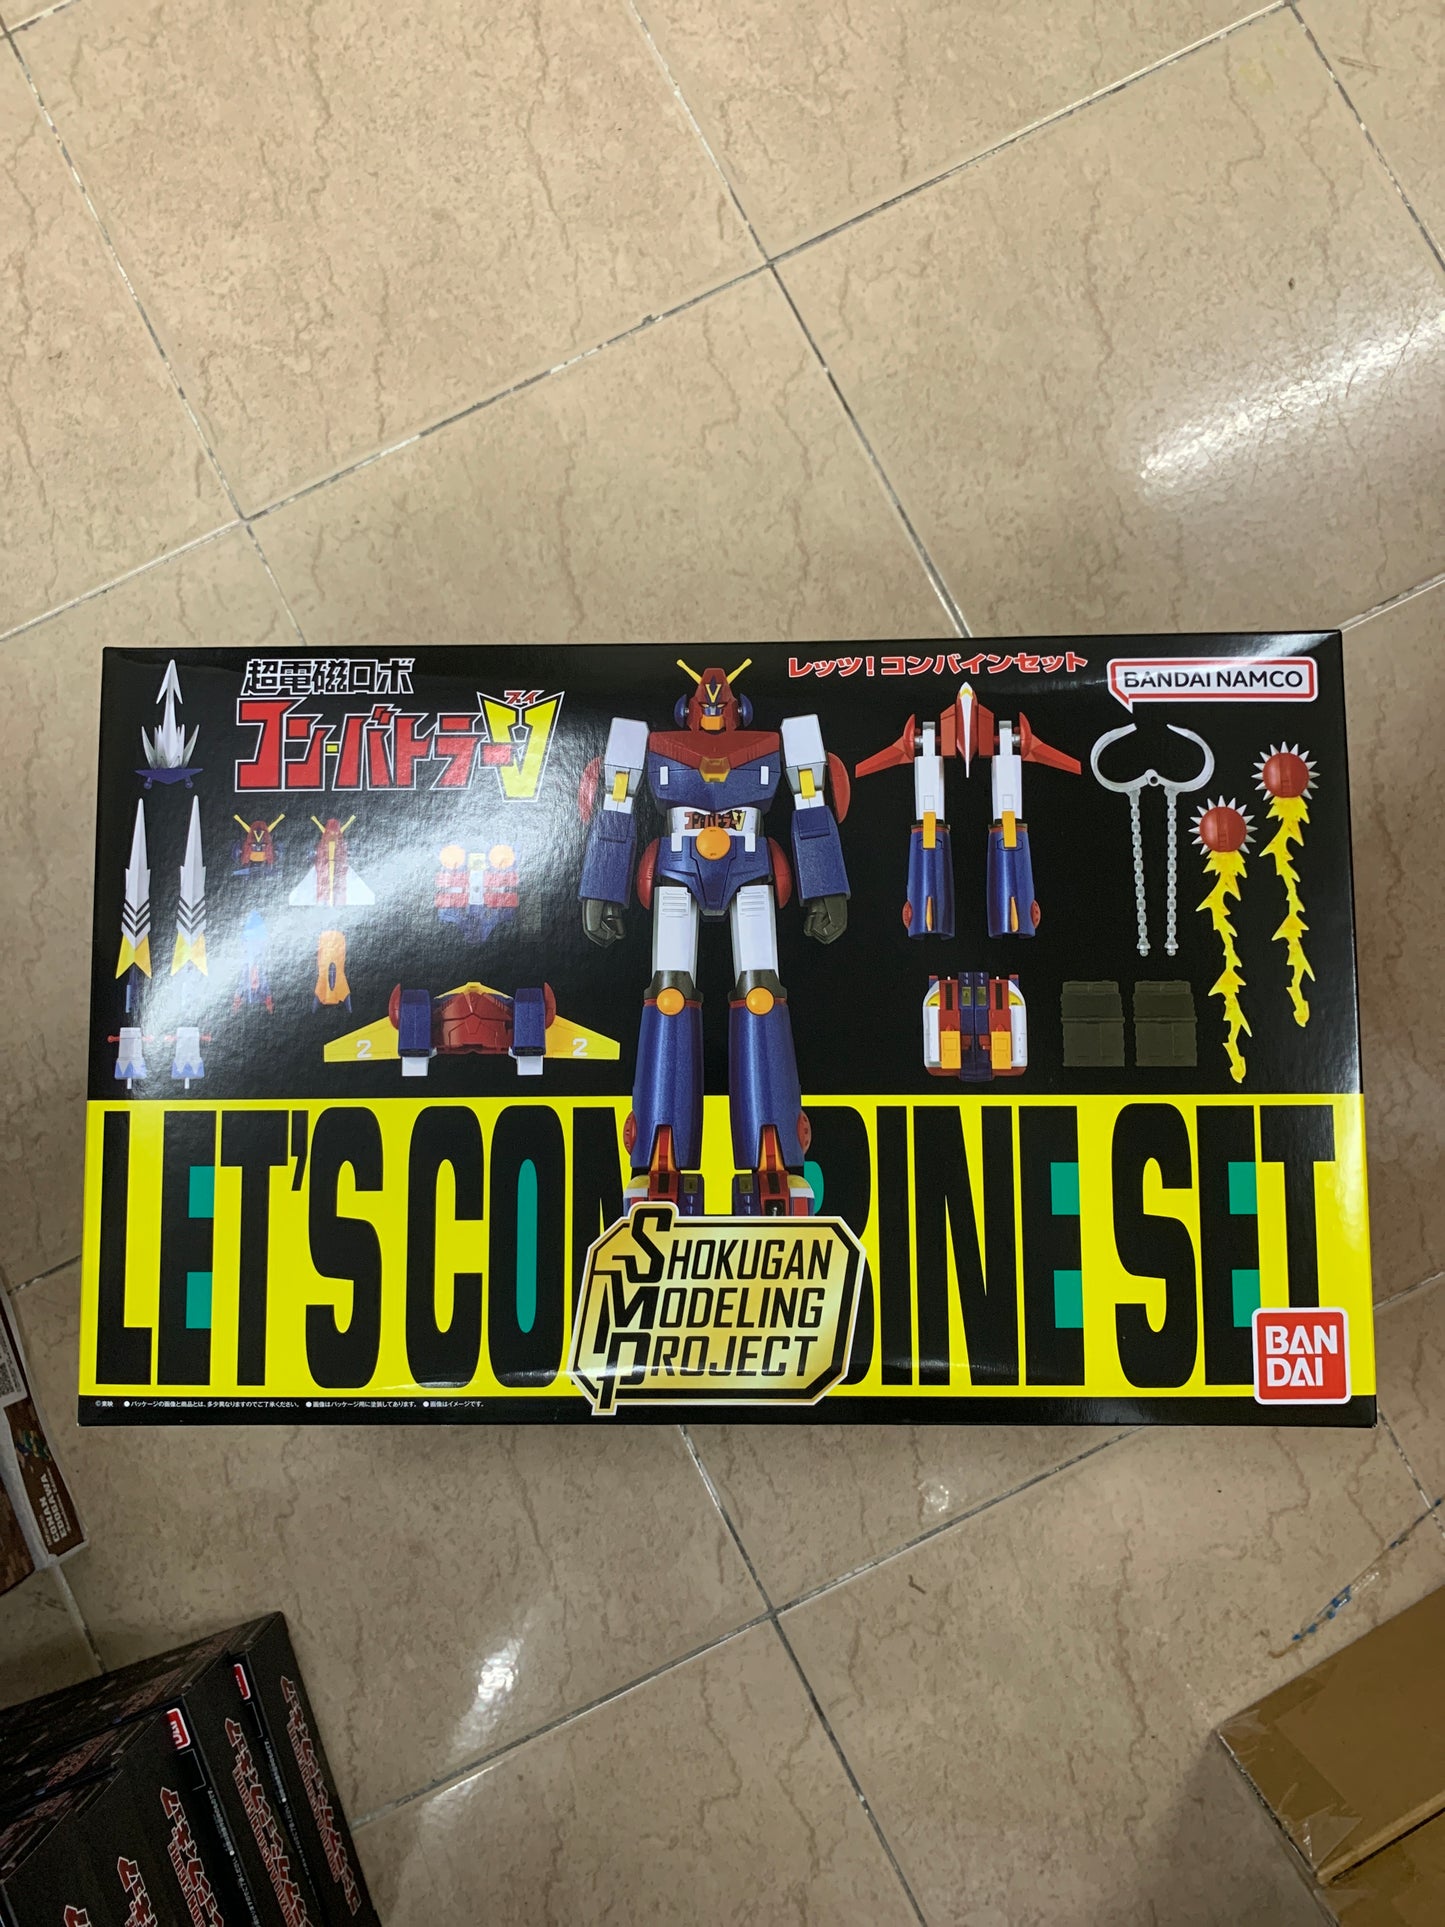 超電磁ロボ
コン・バトラーV
ブイ
レッツ！コンバインセット
BANDAI NAMCO
コン・バトラーV
2
2
LET'S COMBINE SET
SHOKUGAN
MODELING
PROJECT
BAN
DAI
©東映 ●パッケージの画像と商品とは、多少異なりますのでご了承ください。 ●画像はパッケージ用に塗装してあります。 ●画像はイメージです。
CONAN
EDOGAWA